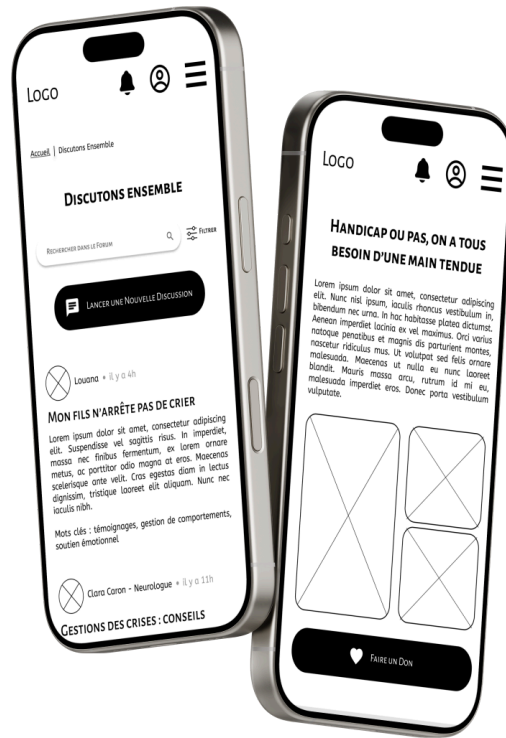 Logo
Accueil | Discutons Ensemble
Discutons ensemble
Rechercher dans le Forum
Filtrer
Lancer une Nouvelle Discussion
Louana • il y a 4h
Mon fils n'arrête pas de crier
Lorem ipsum dolor sit amet, consectetur adipiscing
elit. Suspendisse vel sagittis risus. In imperdiet,
massa nec finibus fermentum, ex lorem ornare
metus, ac porttitor odio magna at eros. Maecenas
scelerisque ante velit. Cras egestas diam in lectus
dignissim, tristique laoreet elit aliquam. Nunc nec
iaculis nibh.
Mots clés : témoignages, gestion de comportements,
soutien émotionnel
Clara Caron - Neurologue • il y a 11h
Gestions des crises : conseils
Logo
Handicap ou pas, on a tous
besoin d'une main tendue
Lorem ipsum dolor sit amet, consectetur adipiscing
elit. Nunc nisl ipsum, iaculis rhoncus vestibulum in,
bibendum nec urna. In hac habitasse platea dictumst.
Aenean imperdiet lacinia ex vel maximus. Orci varius
natoque penatibus et magnis dis parturient montes,
nascetur ridiculus mus. Ut volutpat sed felis ornare
malesuada. Maecenas ut nulla eu nunc laoreet
blandit. Mauris massa arcu, rutrum id mi eu,
malesuada imperdiet eros. Donec porta vestibulum
vulputate.
Faire un Don